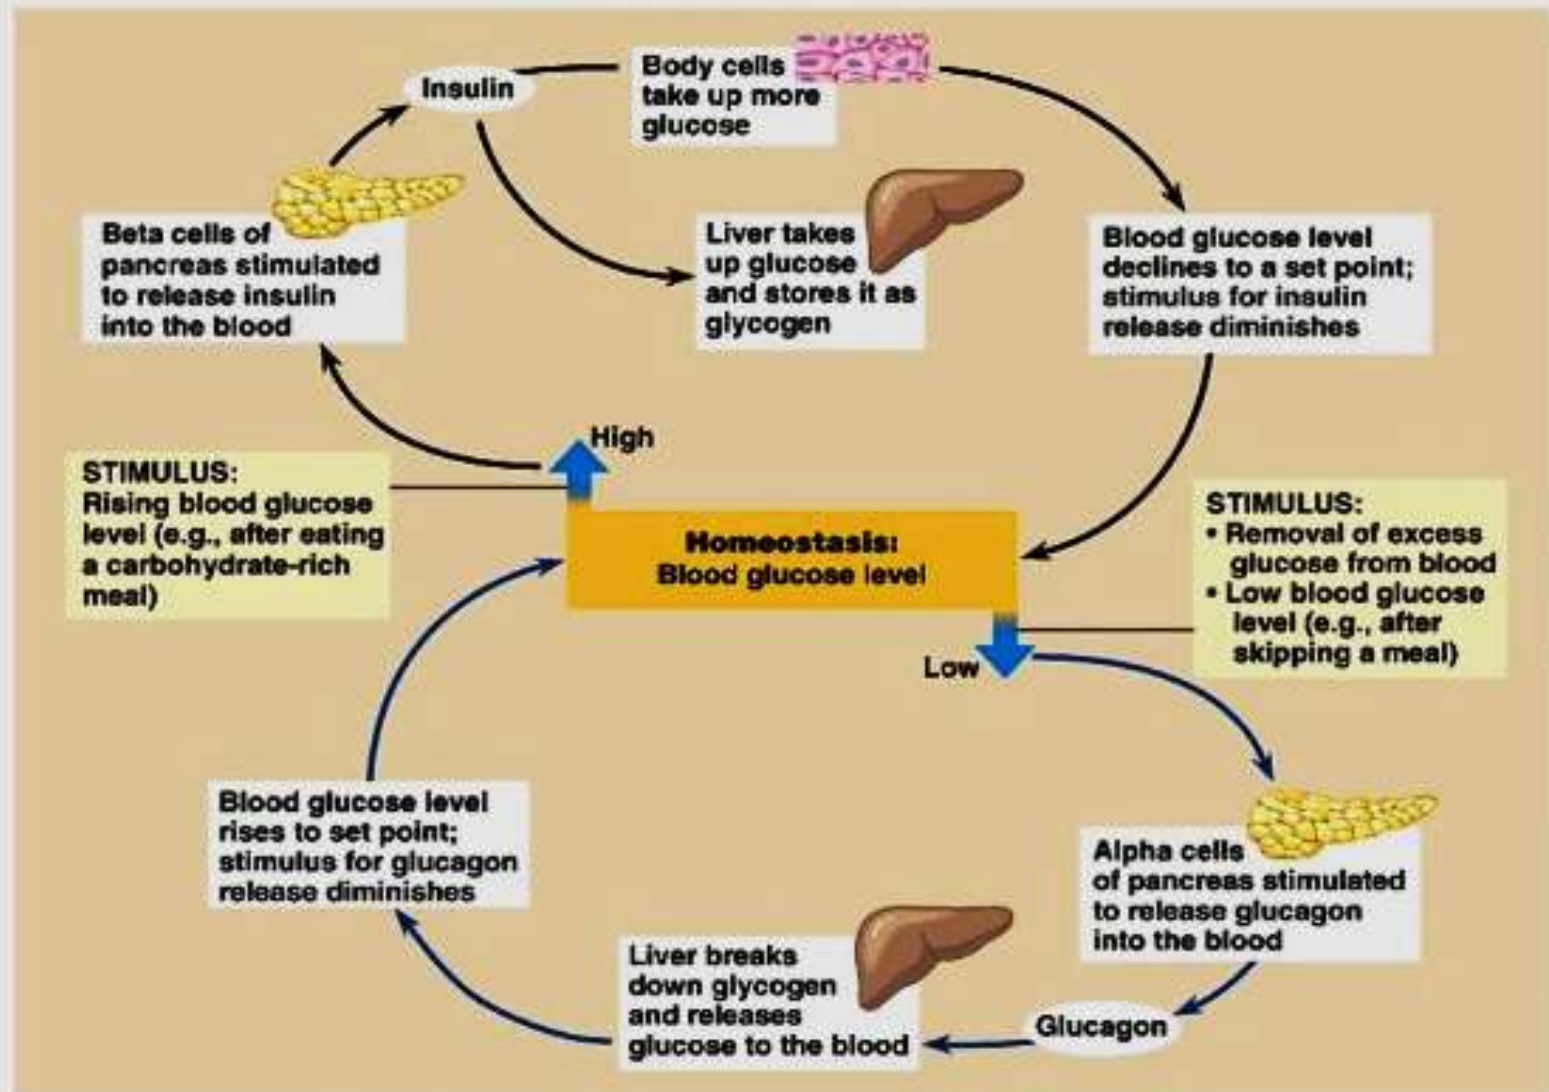 Insulin
Body cells
take up more
glucose
Beta cells of
pancreas stimulated
to release insulin
into the blood
Liver takes
up glucose
and stores it as
glycogen
Blood glucose level
declines to a set point;
stimulus for insulin
release diminishes
High
STIMULUS:
Rising blood glucose
level (e.g., after eating
a carbohydrate-rich
meal)
Homeostasis:
Blood glucose level
STIMULUS:
• Removal of excess
glucose from blood
• Low blood glucose
level (e.g., after
skipping a meal)
Low
Blood glucose level
rises to set point;
stimulus for glucagon
release diminishes
Alpha cells
of pancreas stimulated
to release glucagon
into the blood
Liver breaks
down glycogen
and releases
glucose to the blood
Glucagon